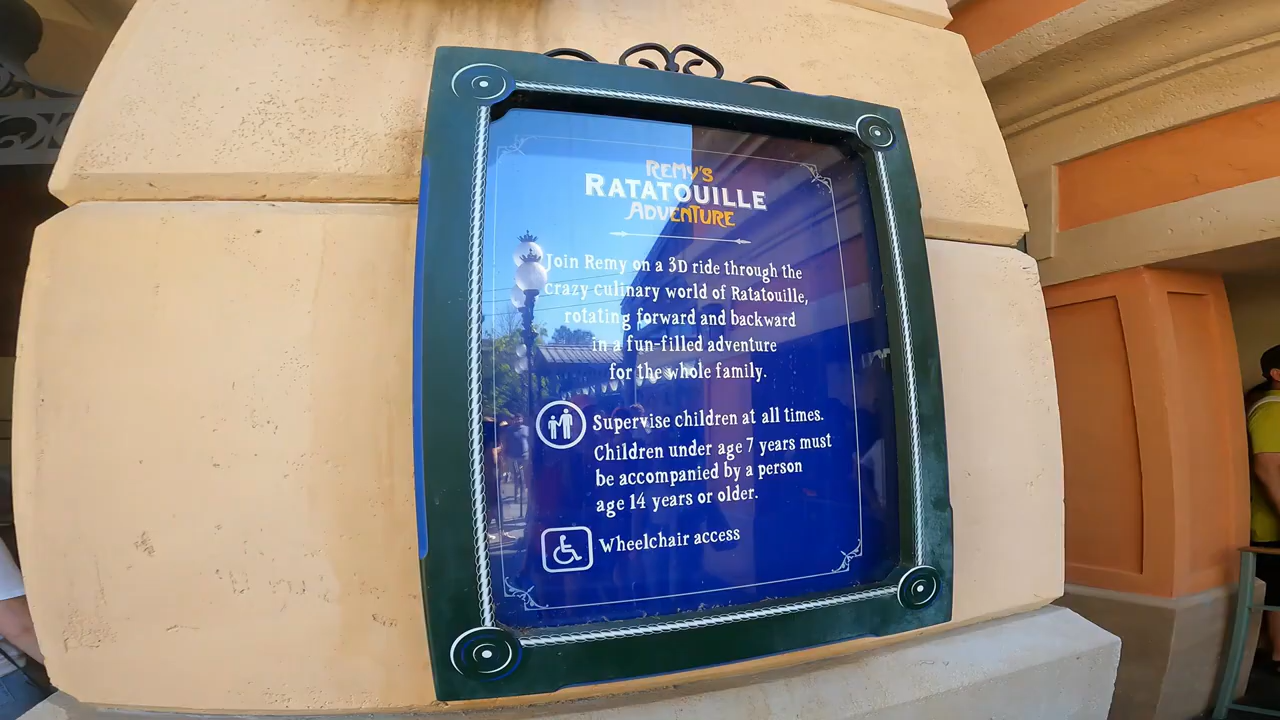 REMY'S
RATATOUILLE
ADVENTURE
Join Remy on a 3D ride through the
crazy culinary world of Ratatouille,
rotating forward and backward
in a fun-filled adventure
for the whole family.
Supervise children at all times.
Children under age 7 years must
be accompanied by a person
age 14 years or older.
Wheelchair access